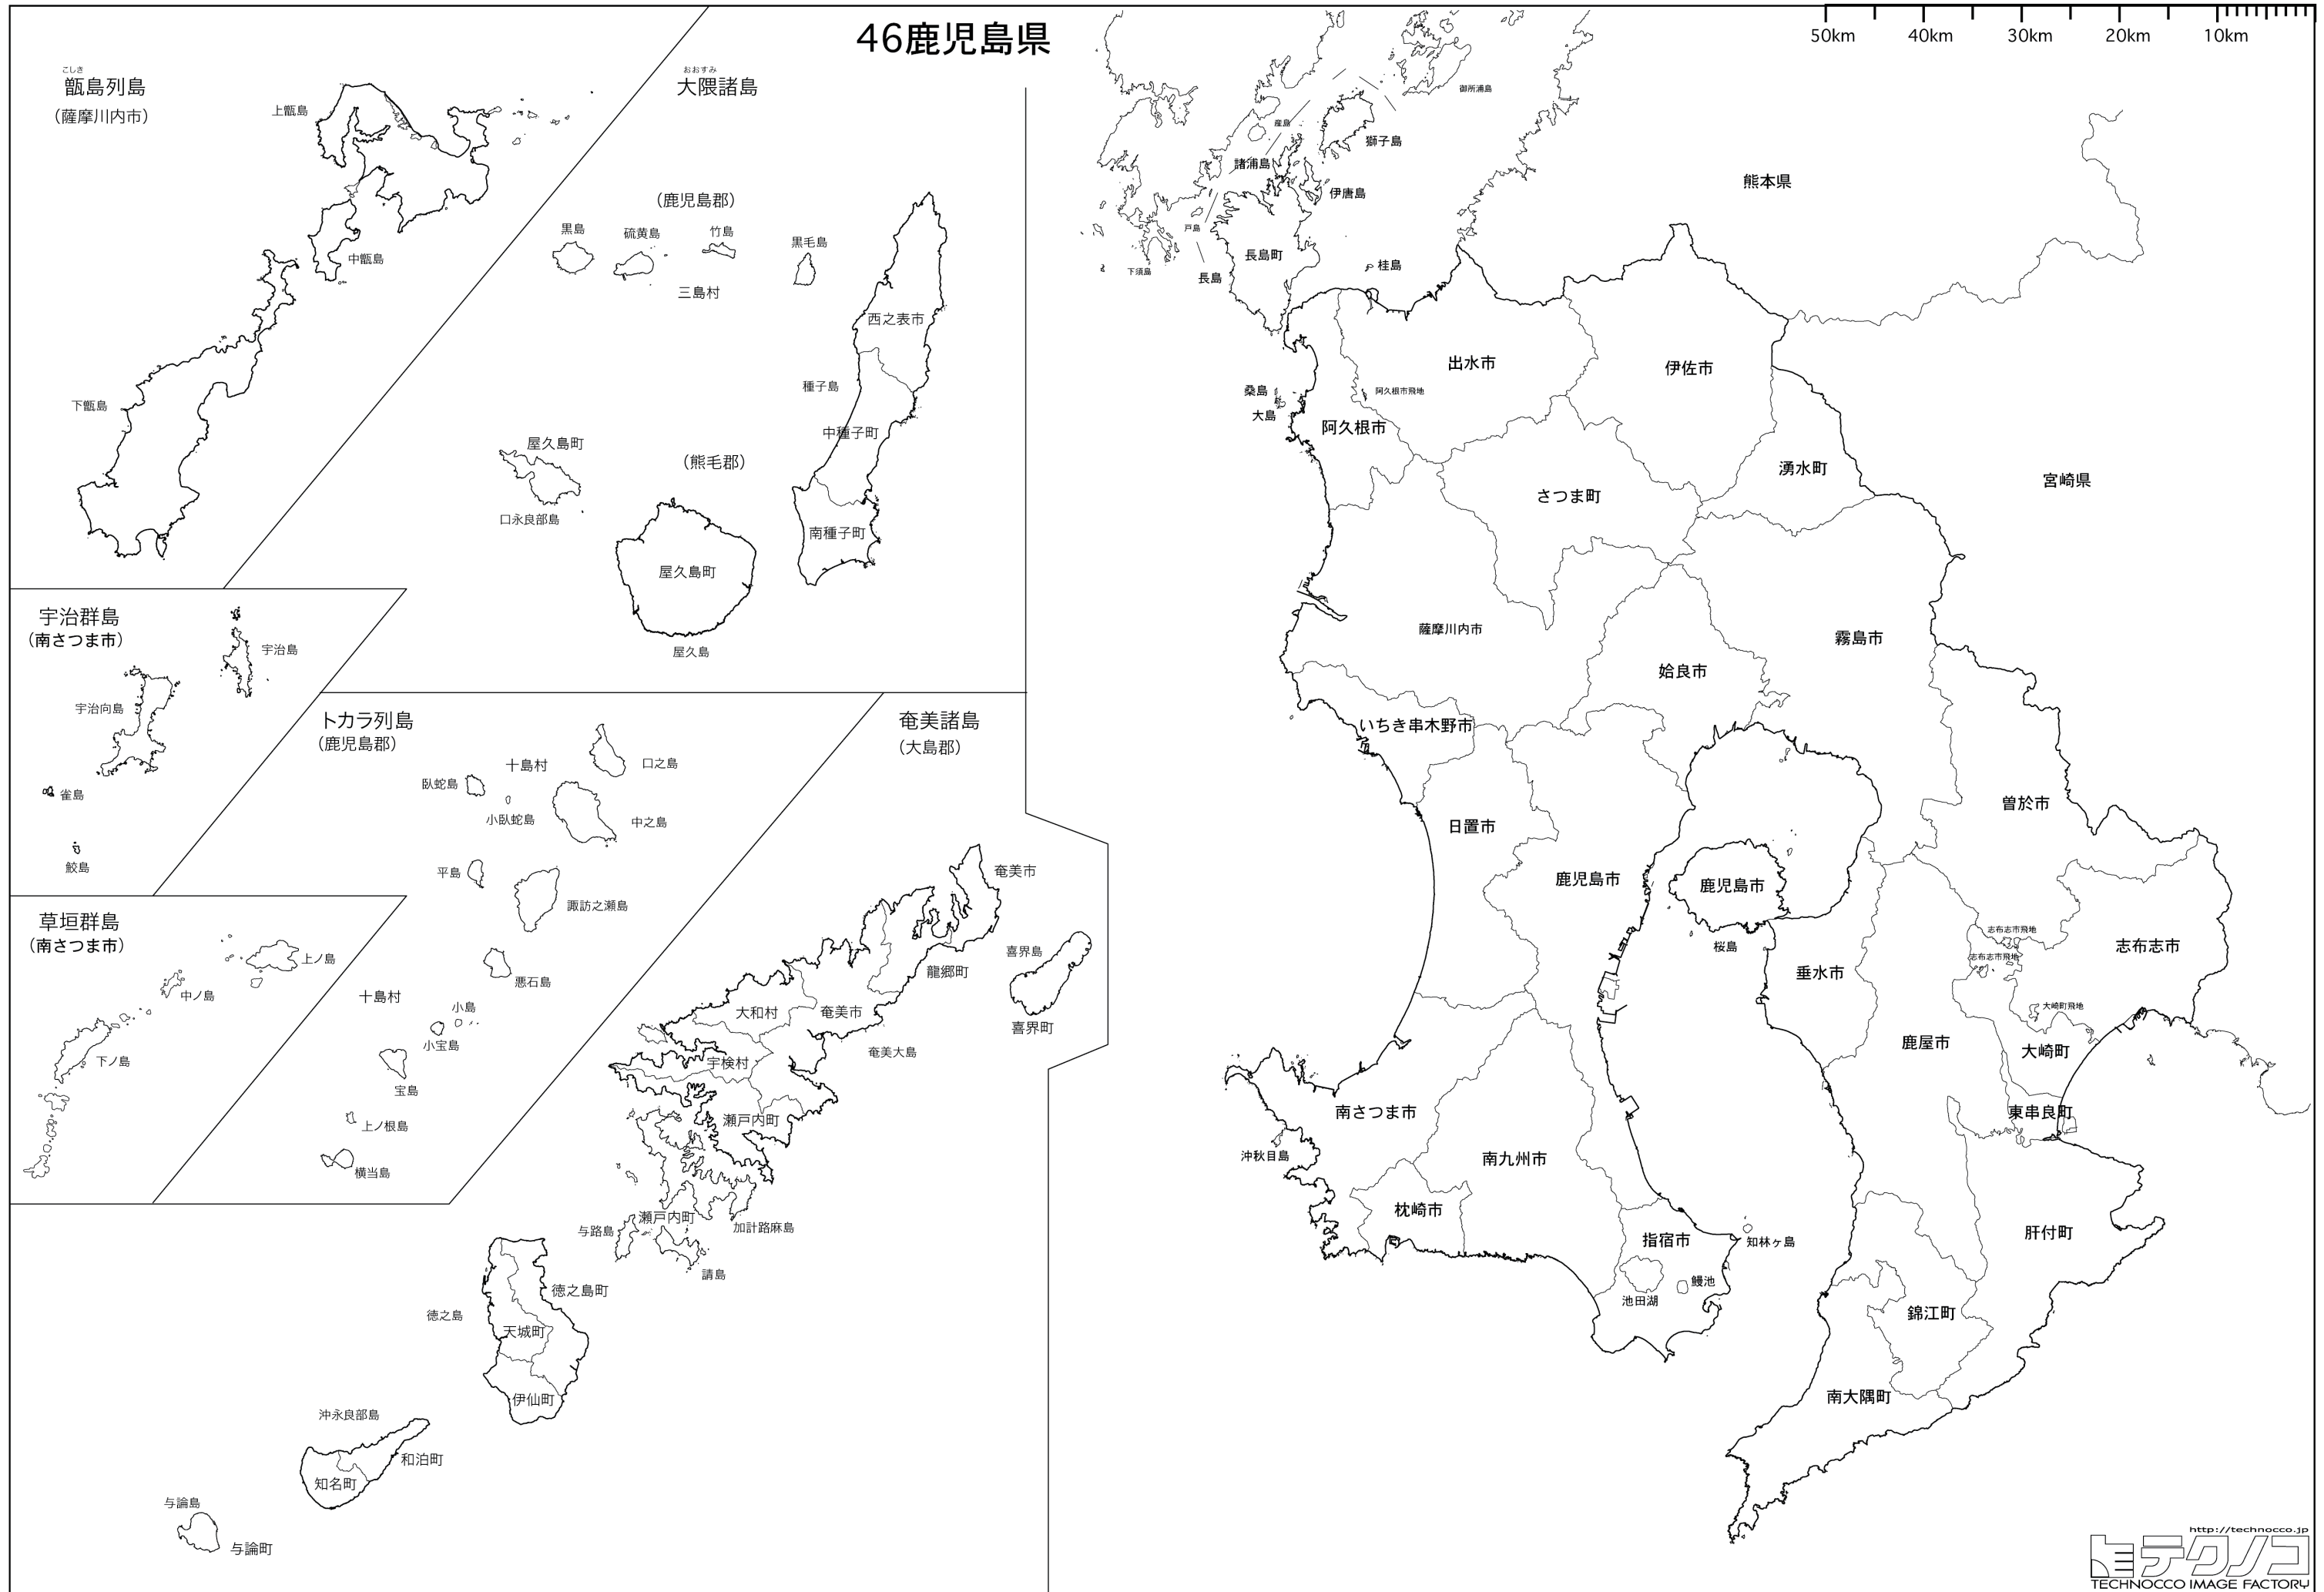 46鹿児島県
50km 40km 30km 20km 10km
こしき
甑島列島
（薩摩川内市）
上甑島
中甑島
下甑島
おおすみ
大隈諸島
（鹿児島郡）
黒島
硫黄島
竹島
黒毛島
三島村
西之表市
種子島
中種子町
屋久島町
（熊毛郡）
口永良部島
南種子町
屋久島町
屋久島
宇治群島
（南さつま市）
宇治島
宇治向島
雀島
鮫島
草垣群島
（南さつま市）
上ノ島
中ノ島
下ノ島
トカラ列島
（鹿児島郡）
十島村
口之島
臥蛇島
小臥蛇島
中之島
平島
諏訪之瀬島
悪石島
十島村
小島
小宝島
宝島
上ノ根島
横当島
奄美諸島
（大島郡）
奄美市
喜界島
龍郷町
喜界町
大和村
奄美市
奄美大島
宇検村
瀬戸内町
瀬戸内町
与路島
加計路麻島
請島
徳之島町
徳之島
天城町
伊仙町
沖永良部島
和泊町
知名町
与論島
与論町
御所浦島
産島
獅子島
諸浦島
伊唐島
戸島
長島町
下須島
長島
桂島
熊本県
出水市
伊佐市
桑島
阿久根市飛地
大島
阿久根市
湧水町
宮崎県
さつま町
薩摩川内市
霧島市
姶良市
いちき串木野市
日置市
曽於市
鹿児島市
鹿児島市
桜島
志布志市飛地
志布志市
志布志市飛地
垂水市
大崎町飛地
鹿屋市
大崎町
南さつま市
東串良町
沖秋目島
南九州市
枕崎市
指宿市
知林ヶ島
肝付町
鰻池
池田湖
錦江町
南大隅町
http://technocco.jp
テクノコ
TECHNOCCO IMAGE FACTORY